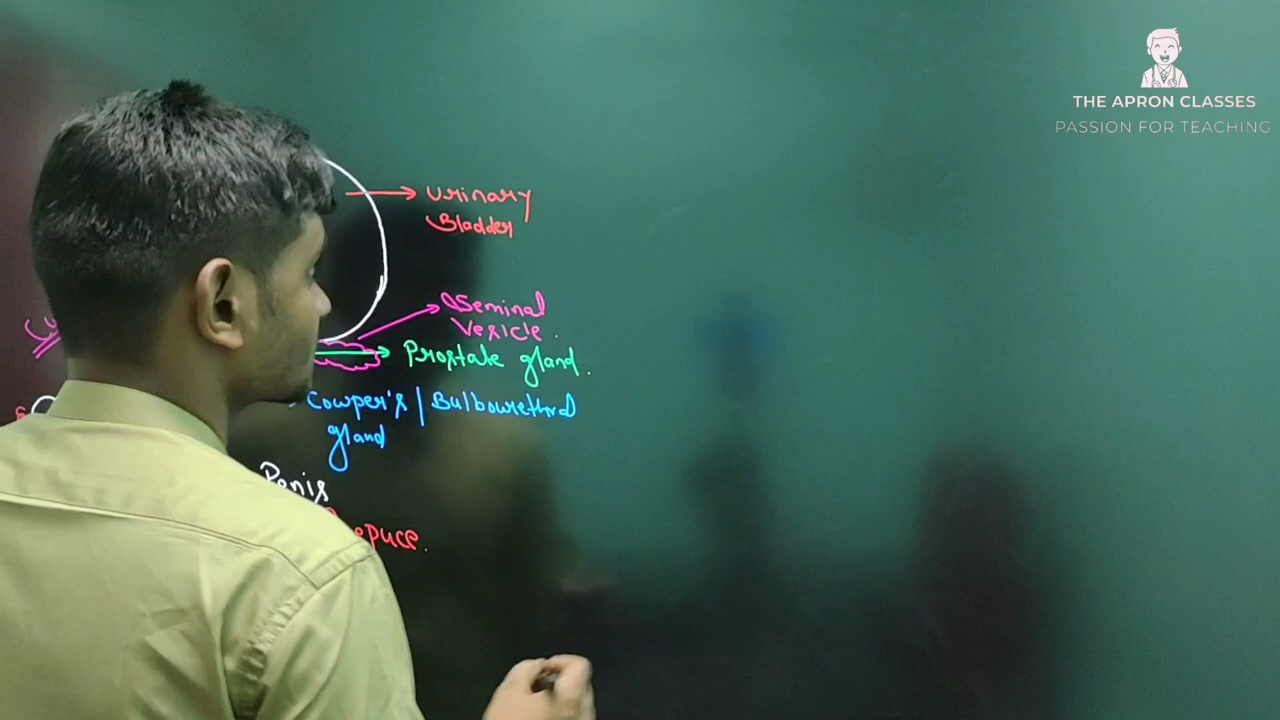 THE APRON CLASSES
PASSION FOR TEACHING
Urinary
Bladder
Seminal
Vesicle.
Prostate gland.
Cowper's / Bulbourethral
gland
Penis
epuce.